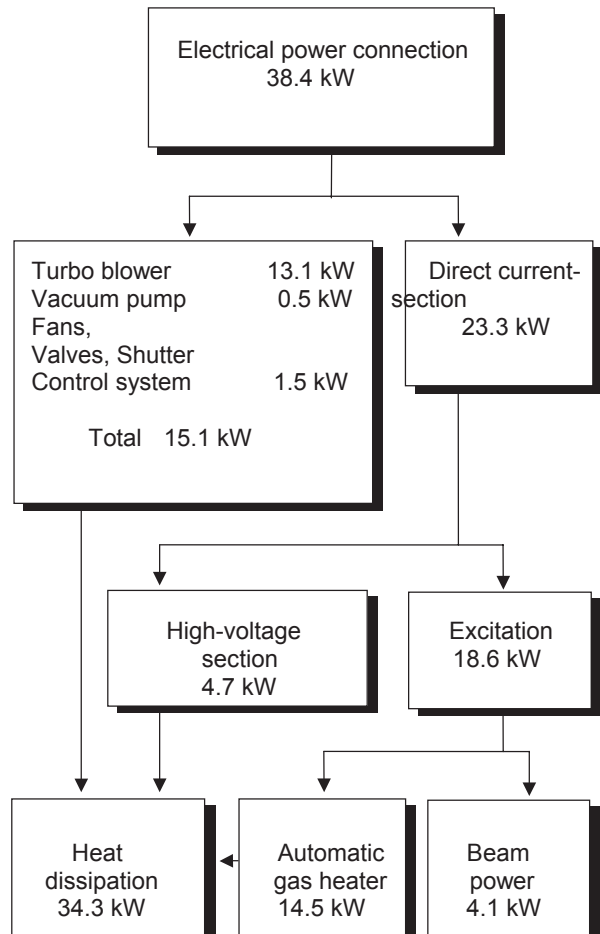 Electrical power connection
38.4 kW
Turbo blower 13.1 kW
Vacuum pump 0.5 kW
Fans,
Valves, Shutter
Control system 1.5 kW
Total 15.1 kW
Direct current-
section
23.3 kW
High-voltage
section
4.7 kW
Excitation
18.6 kW
Heat
dissipation
34.3 kW
Automatic
gas heater
14.5 kW
Beam
power
4.1 kW